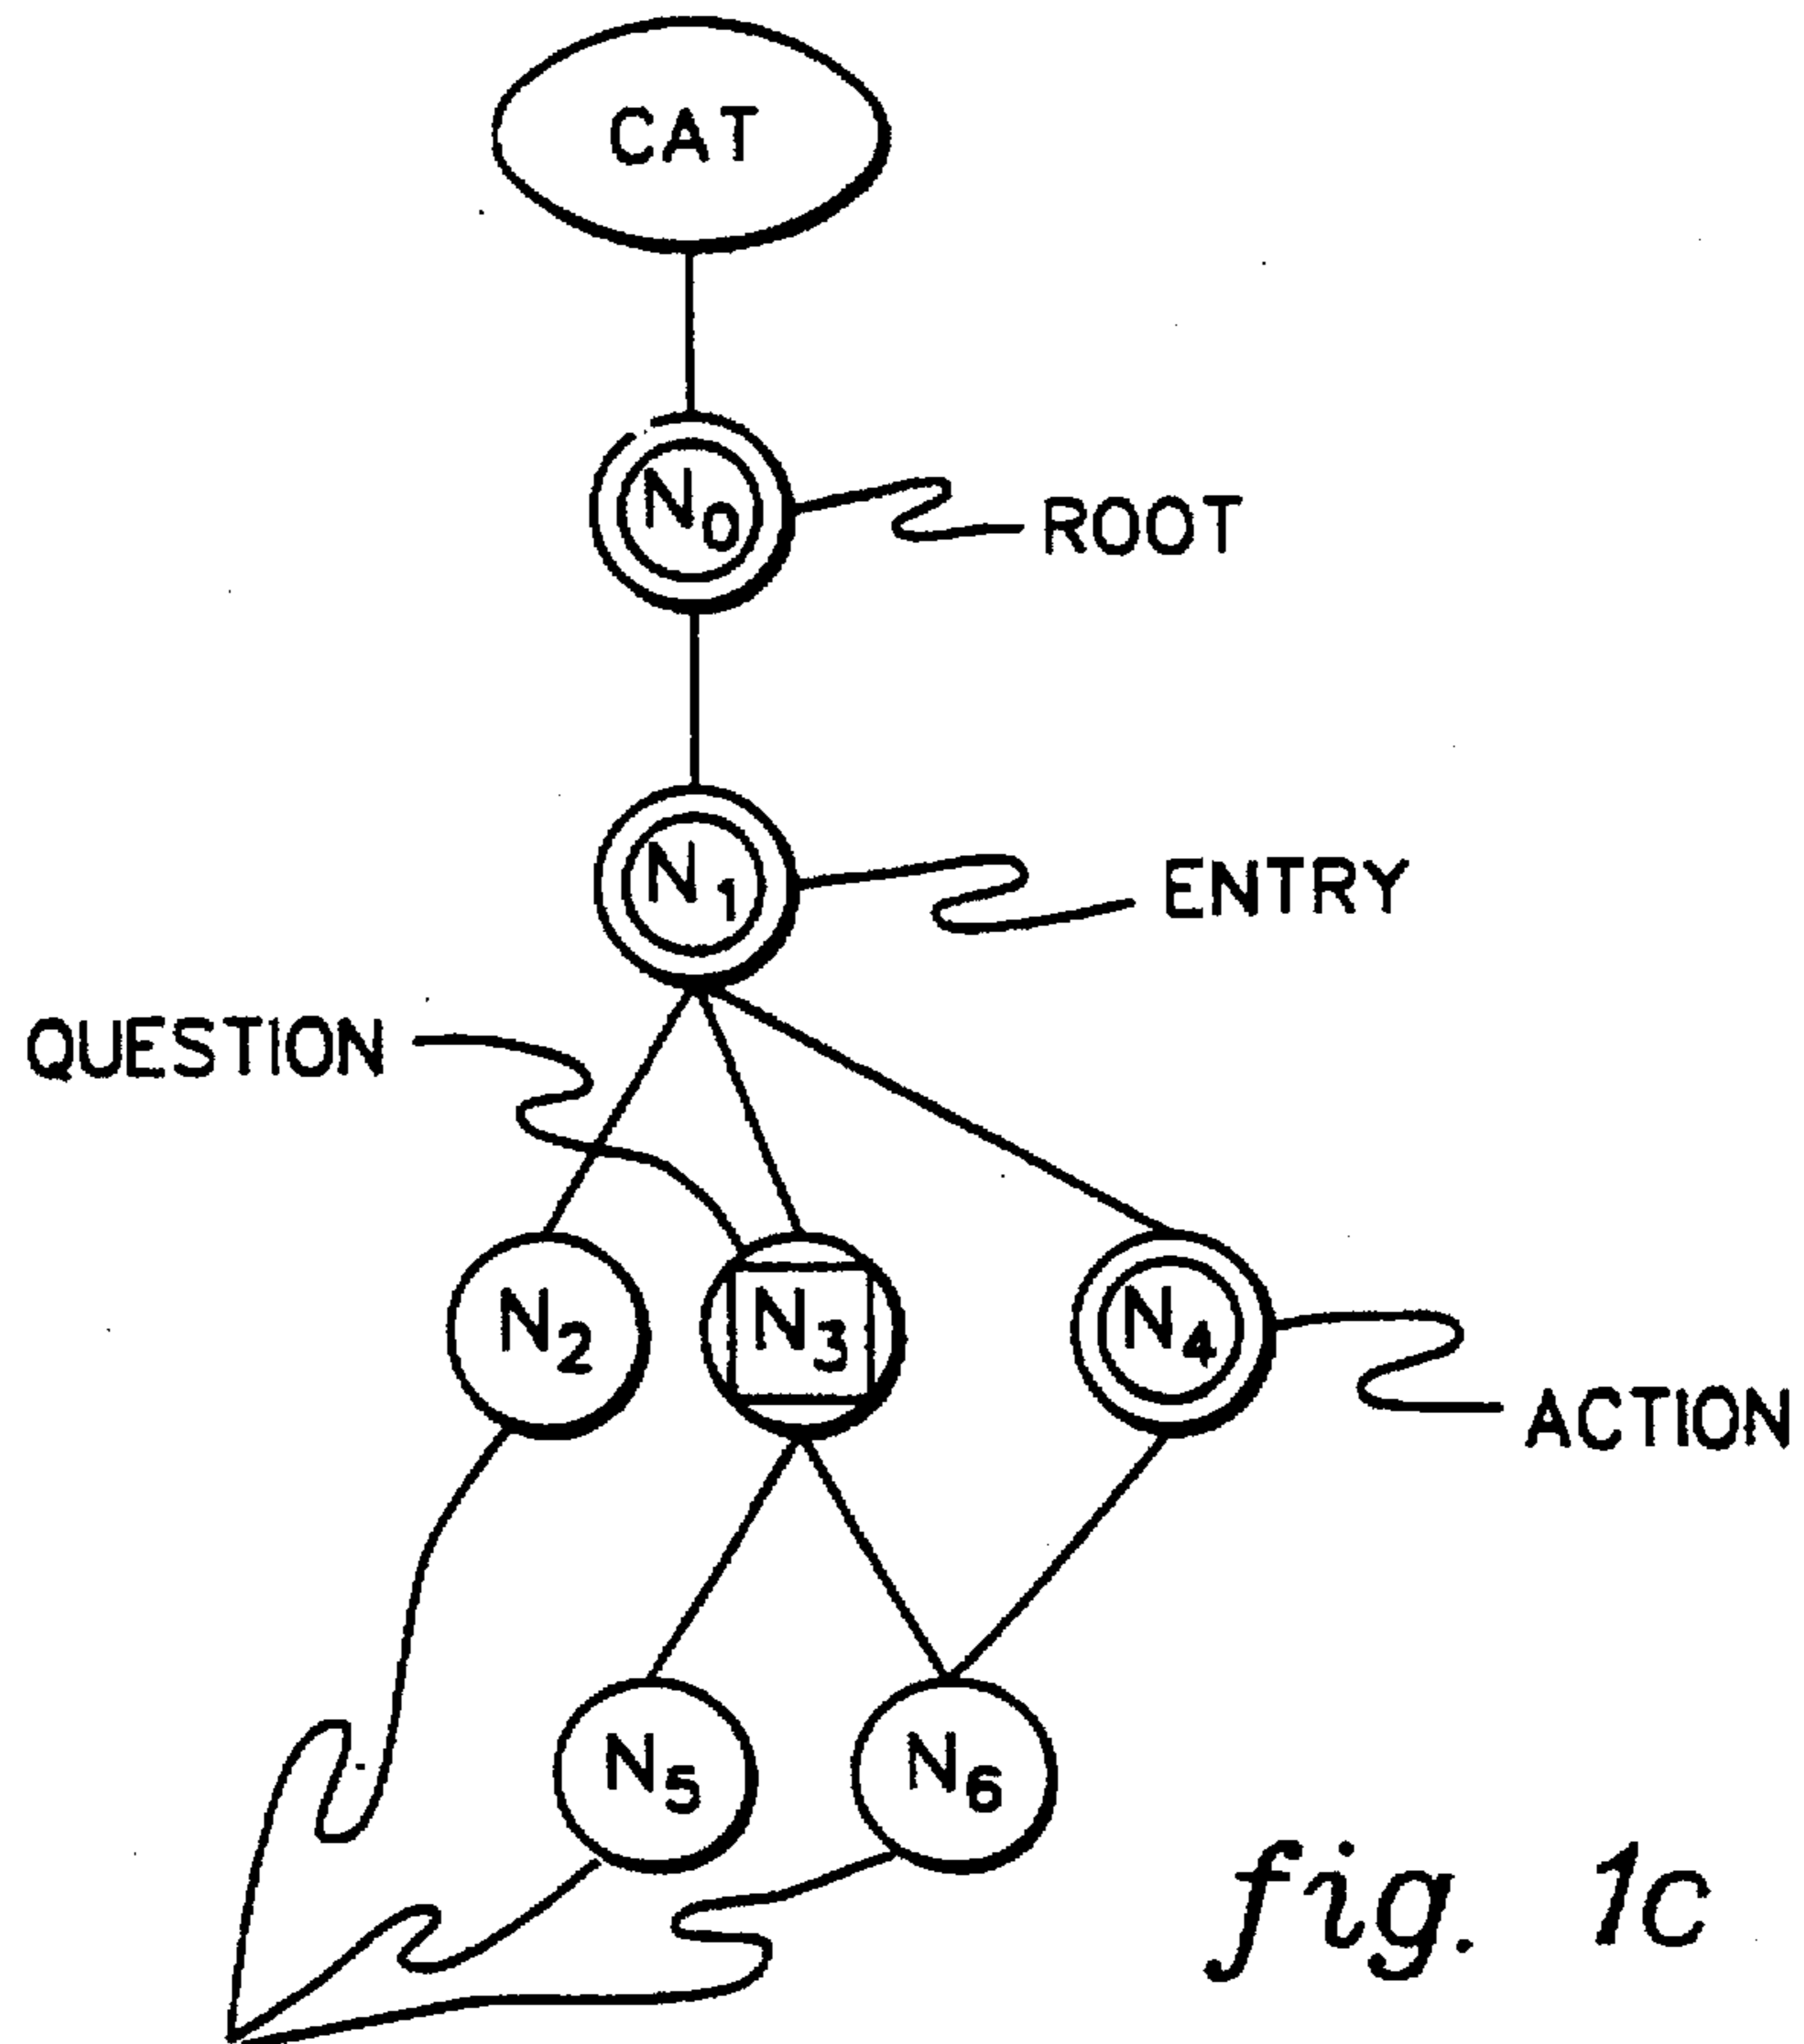 CAT
N0
ROOT
N1
ENTRY
QUESTION
N2
N3
N4
ACTION
N5
N6
fig. 1c